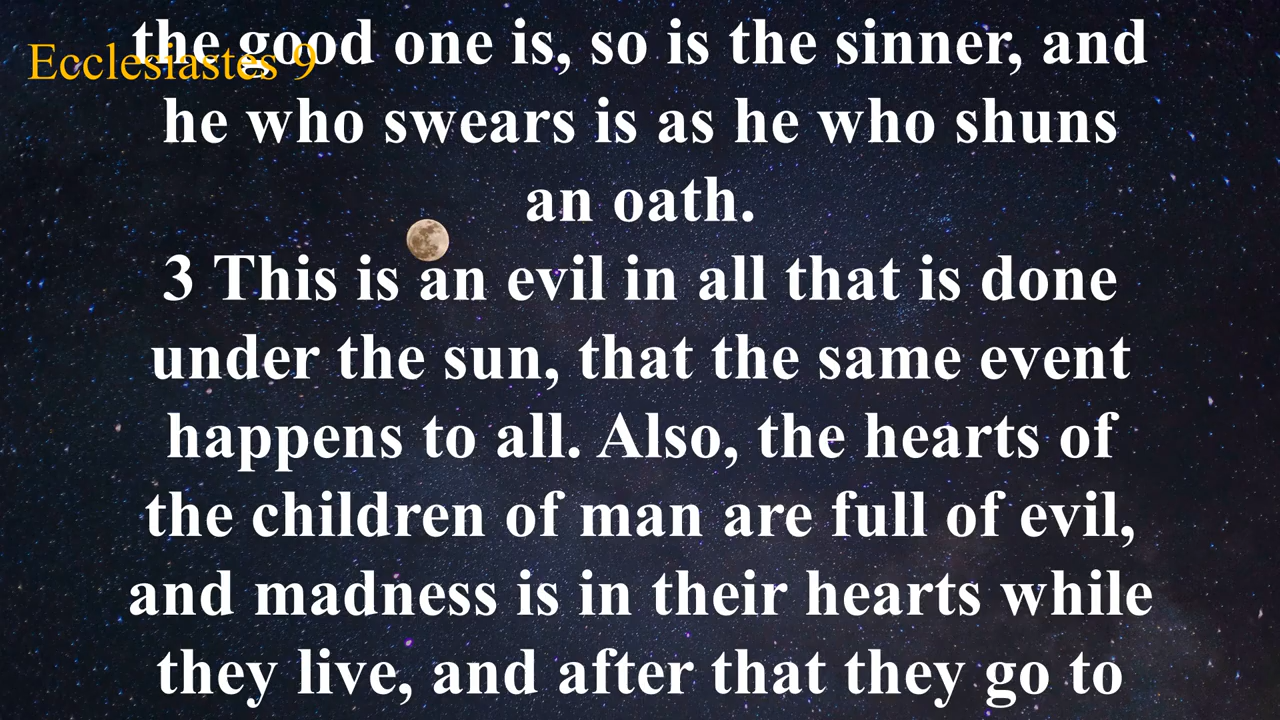 the good one is, so is the sinner, and
Ecclesiastes 9
he who swears is as he who shuns
an oath.
3 This is an evil in all that is done
under the sun, that the same event
happens to all. Also, the hearts of
the children of man are full of evil,
and madness is in their hearts while
they live, and after that they go to